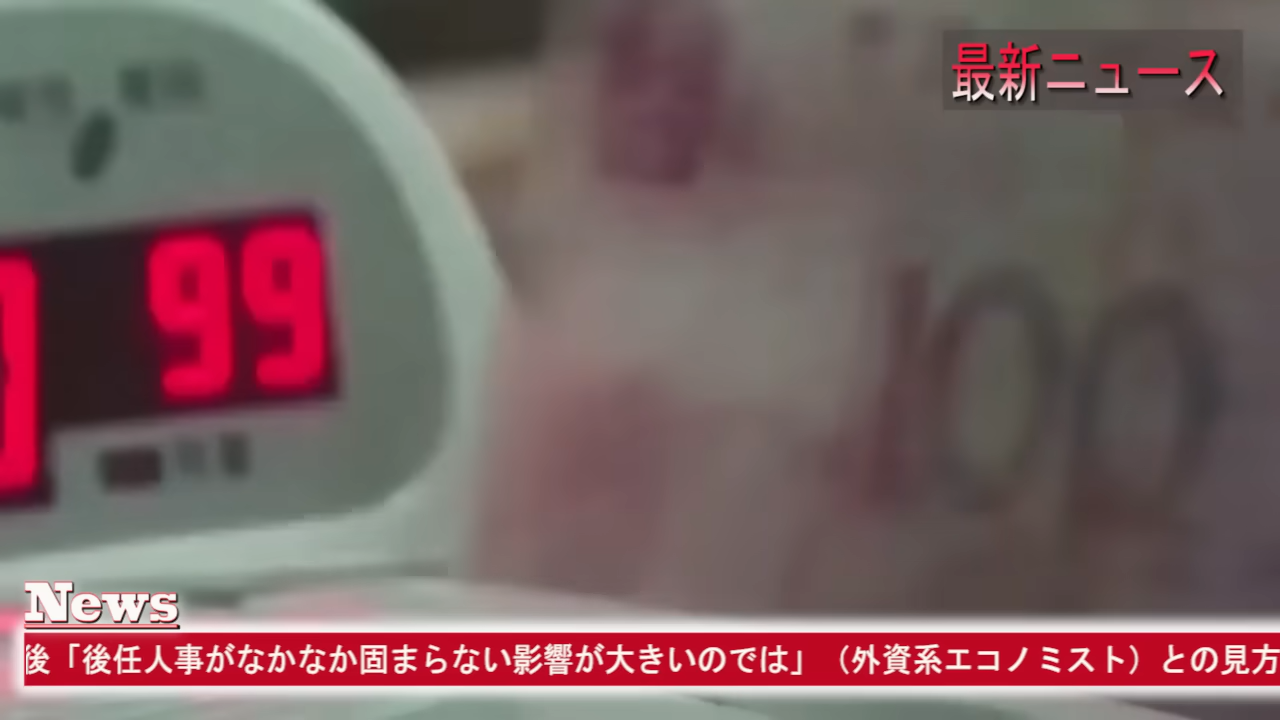 最新ニュース
99
100
News
後「後任人事がなかなか固まらない影響が大きいのでは」（外資系エコノミスト）との見方